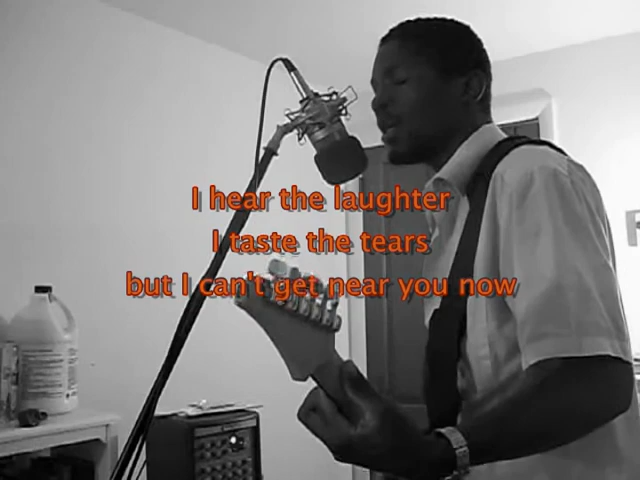 I hear the laughter
I taste the tears
but I can't get near you now